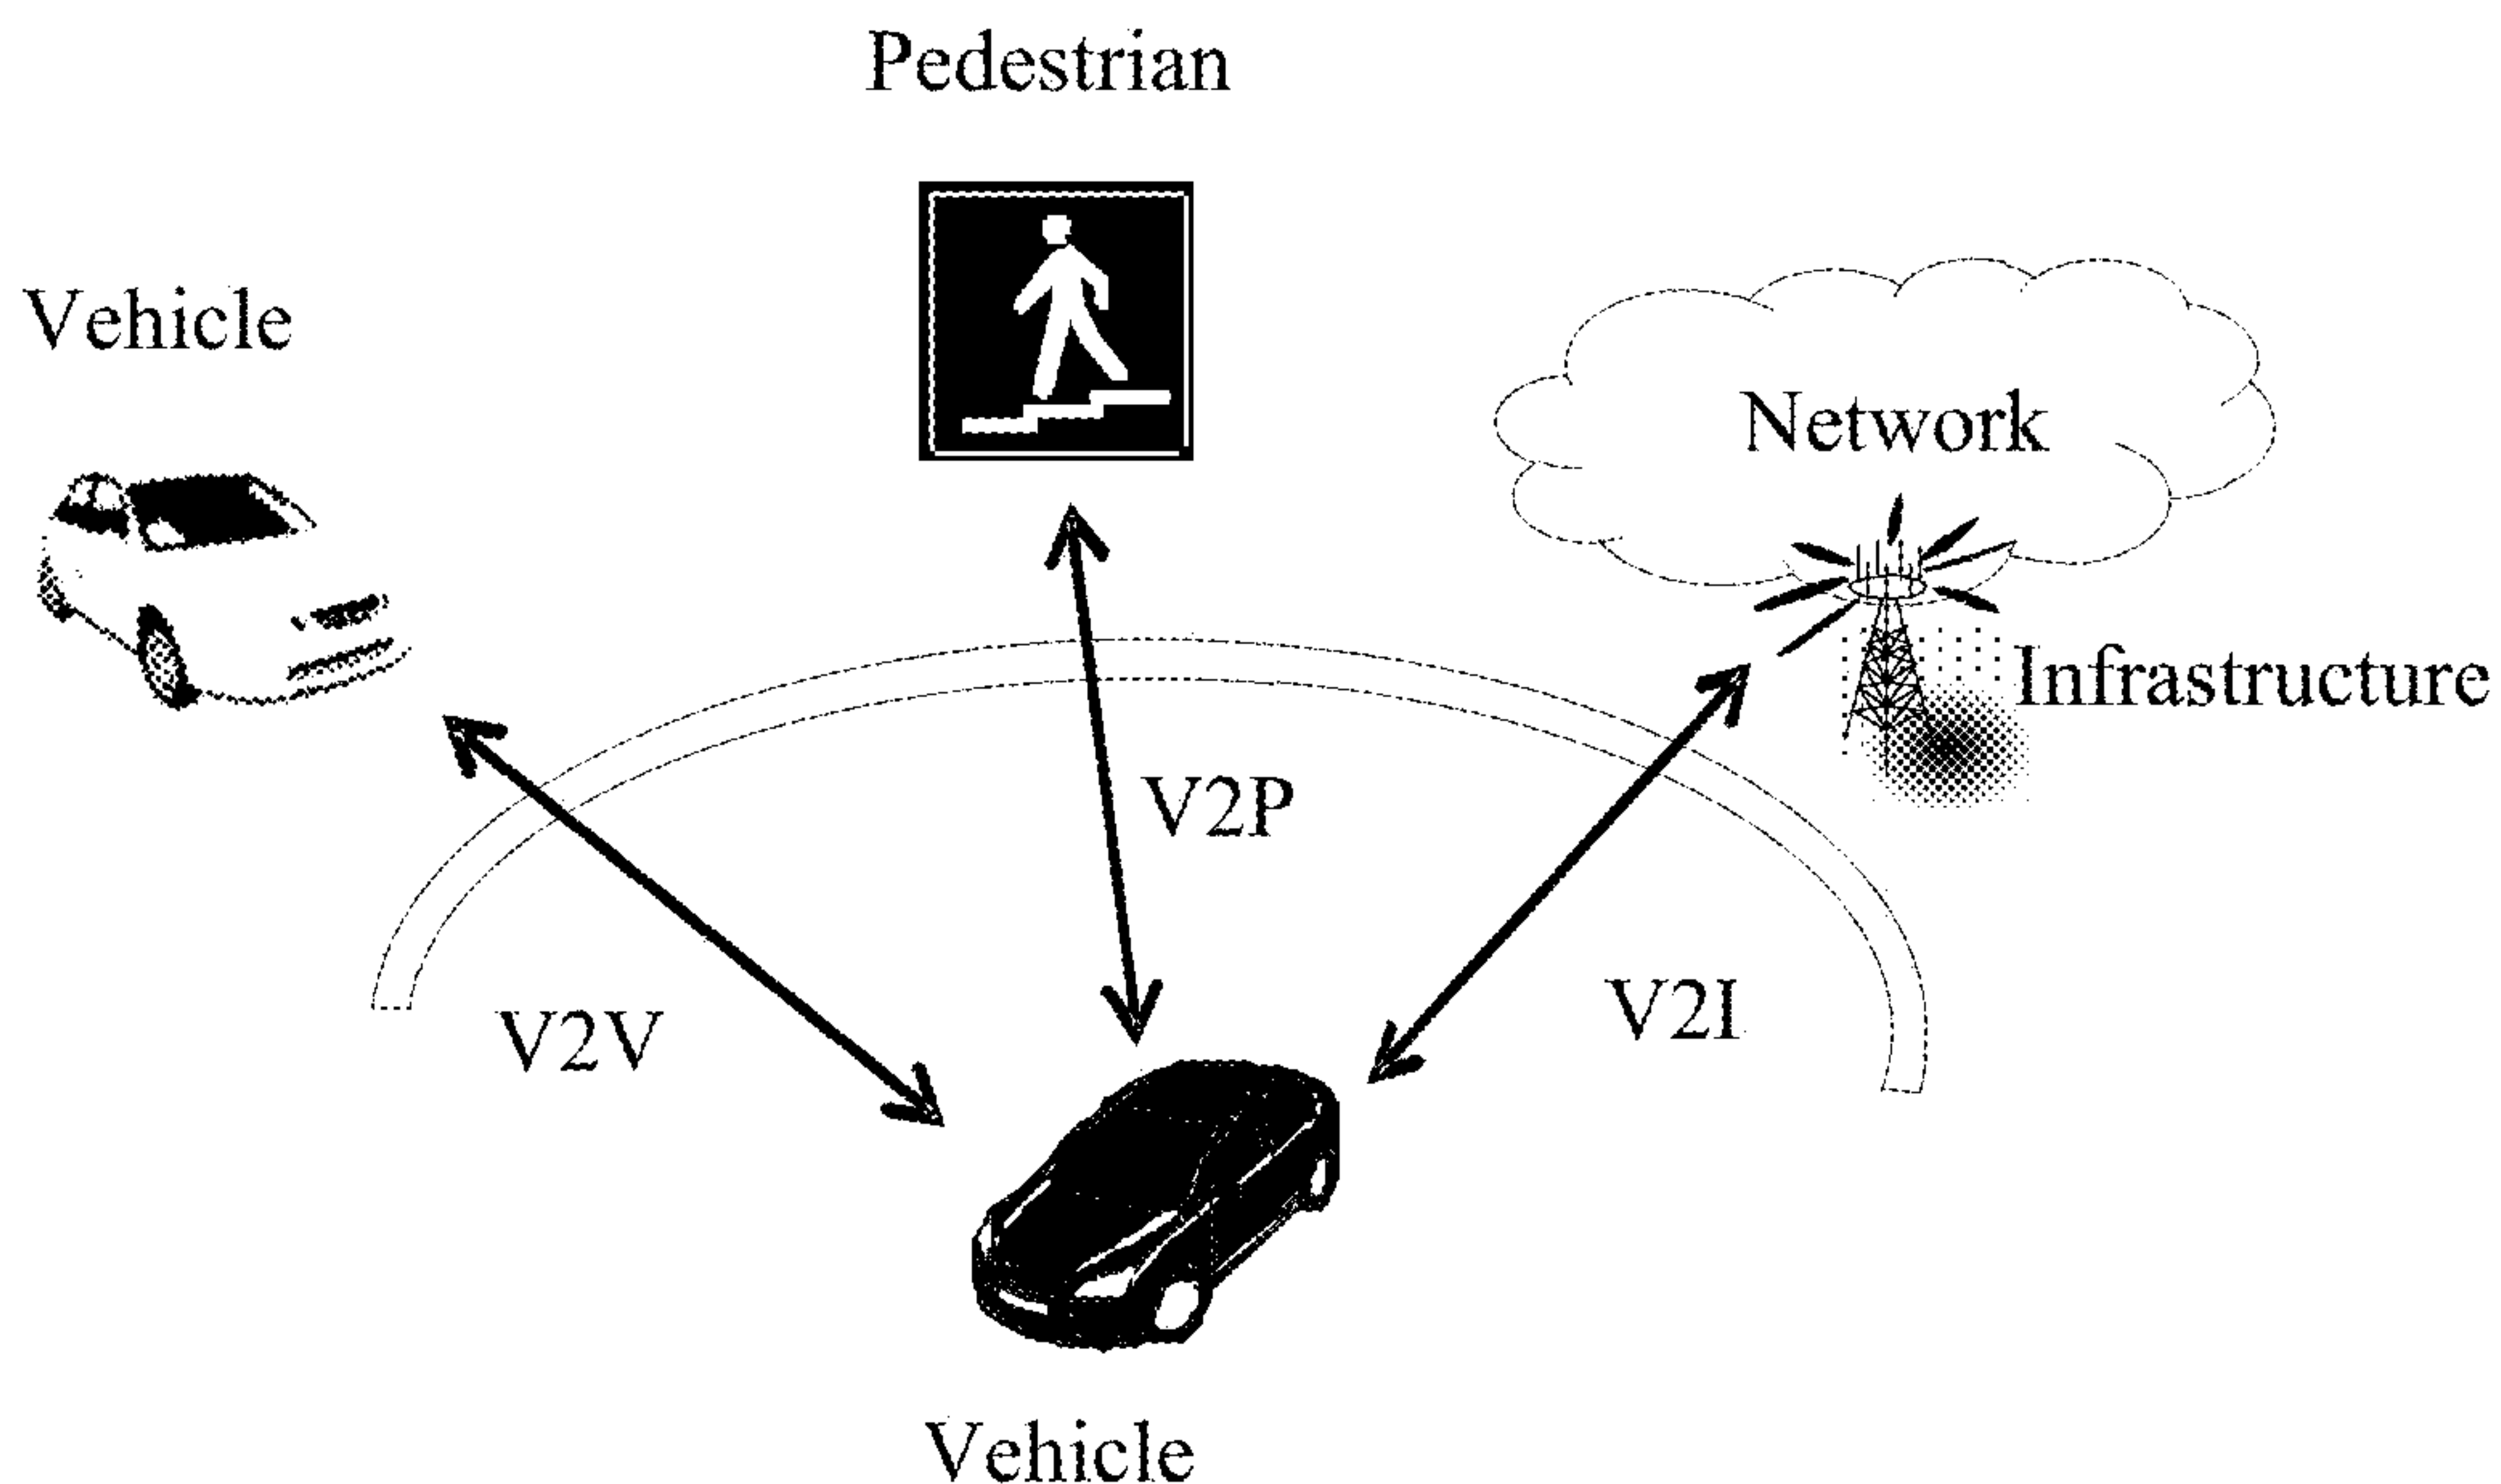 Pedestrian
Vehicle
Network
Infrastructure
V2P
V2V
V2I
Vehicle